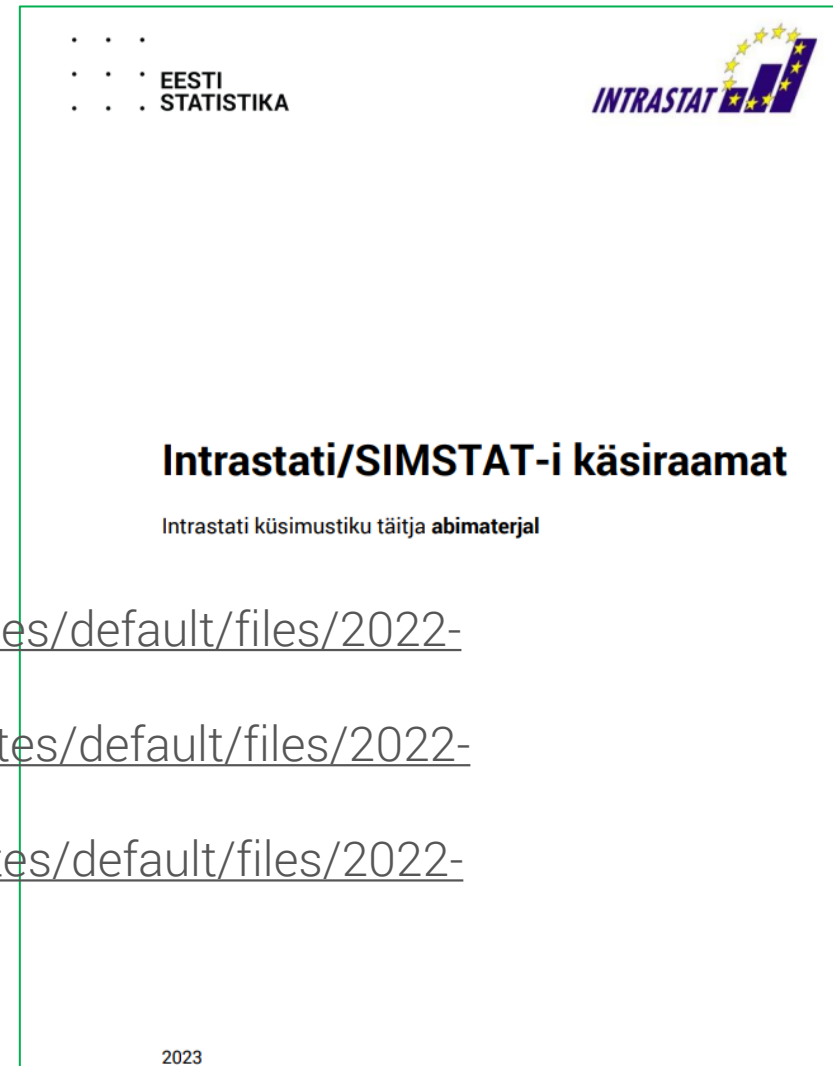 EESTI
STATISTIKA
INTRASTAT
Intrastati/SIMSTAT-i käsiraamat
Intrastati küsimustiku täitja abimaterjal
es/default/files/2022-
tes/default/files/2022-
tes/default/files/2022-
2023